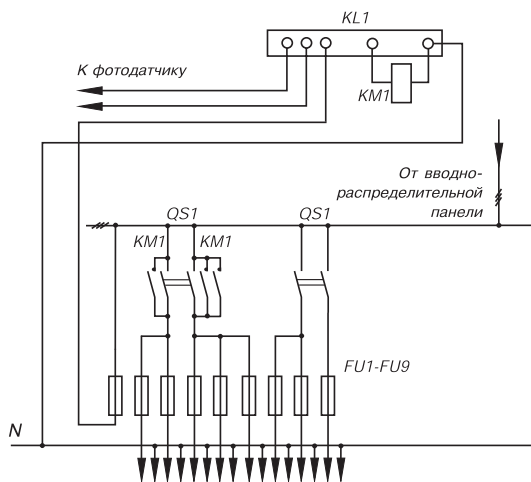 KL1
К фотодатчику
KM1
От вводно-
распределительной
панели
QS1
QS1
KM1
KM1
FU1-FU9
N